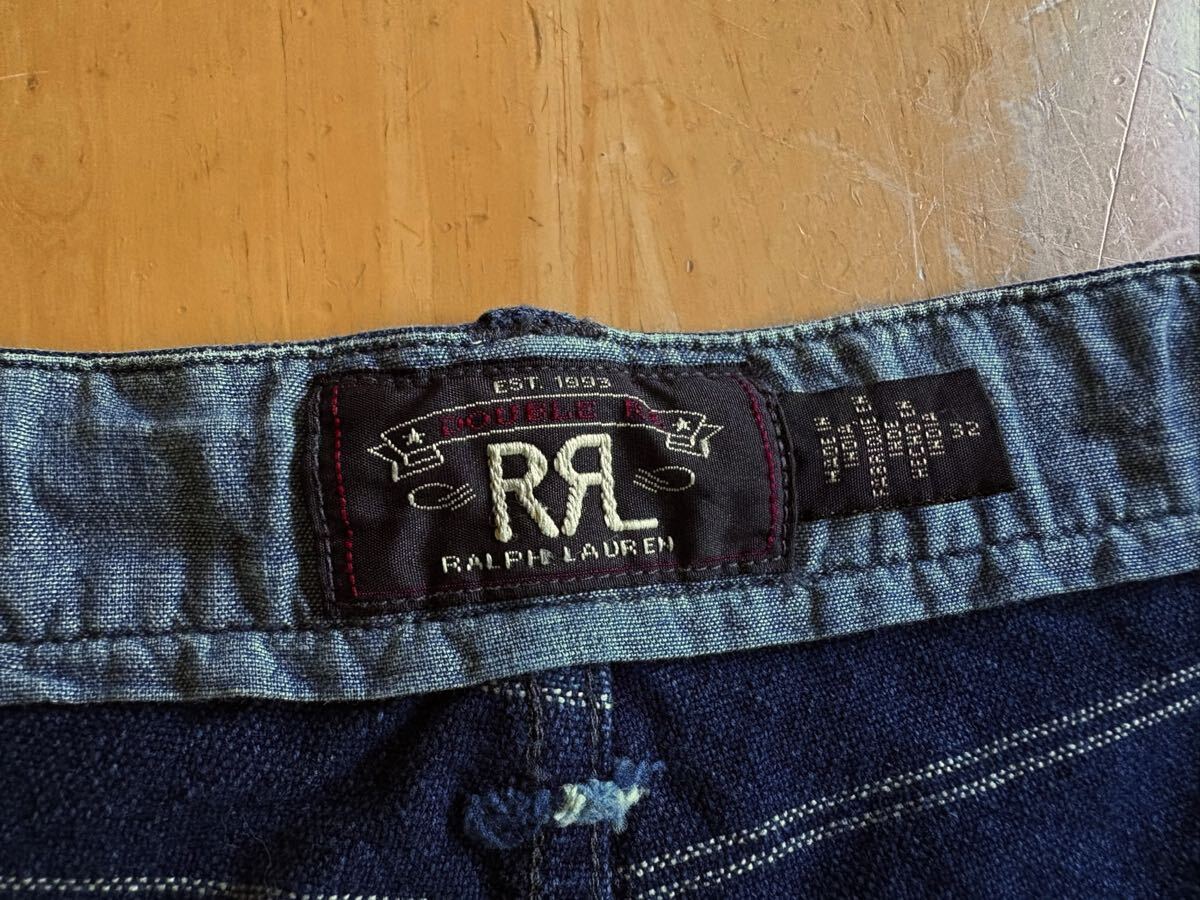 EST. 1993
DOUBLE RL
RRL
RALPH LAUREN
MADE IN
INDIA
FABRIQUÉ EN
INDE
HECHO EN
INDIA
32